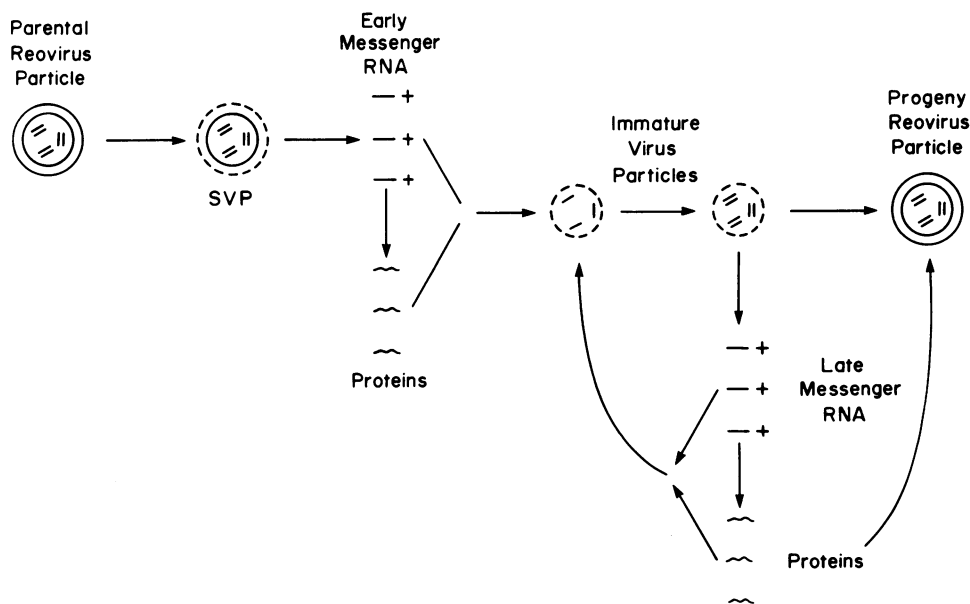 Parental
Reovirus
Particle
SVP
Early
Messenger
RNA
— +
— +
— +
Proteins
Immature
Virus
Particles
Progeny
Reovirus
Particle
— +
— +
— +
Late
Messenger
RNA
Proteins